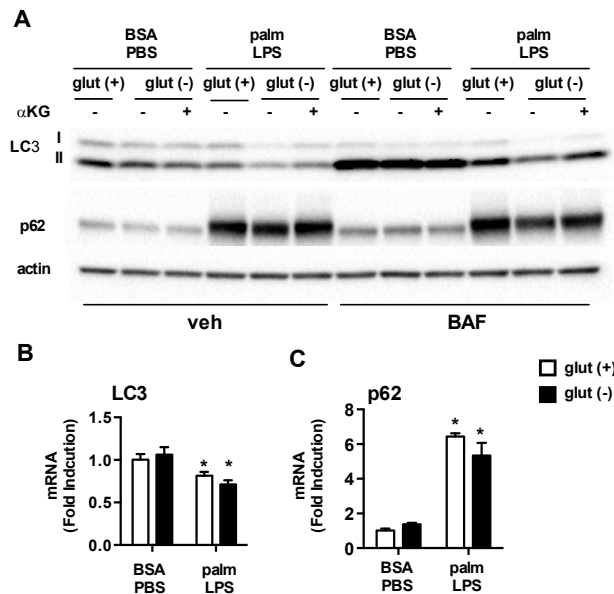 A
BSA PBS palm LPS BSA PBS palm LPS
glut (+) glut (-) glut (+) glut (-) glut (+) glut (-) glut (+) glut (-)
αKG - - + - - + - - + - - +
LC3 I
II
p62
actin
veh BAF
B
LC3
mRNA
(Fold Indcution)
1.5
1.0
0.5
0.0
* *
BSA PBS palm LPS
C
p62
mRNA
(Fold Indcution)
8
6
4
2
0
* *
BSA PBS palm LPS
glut (+)
glut (-)